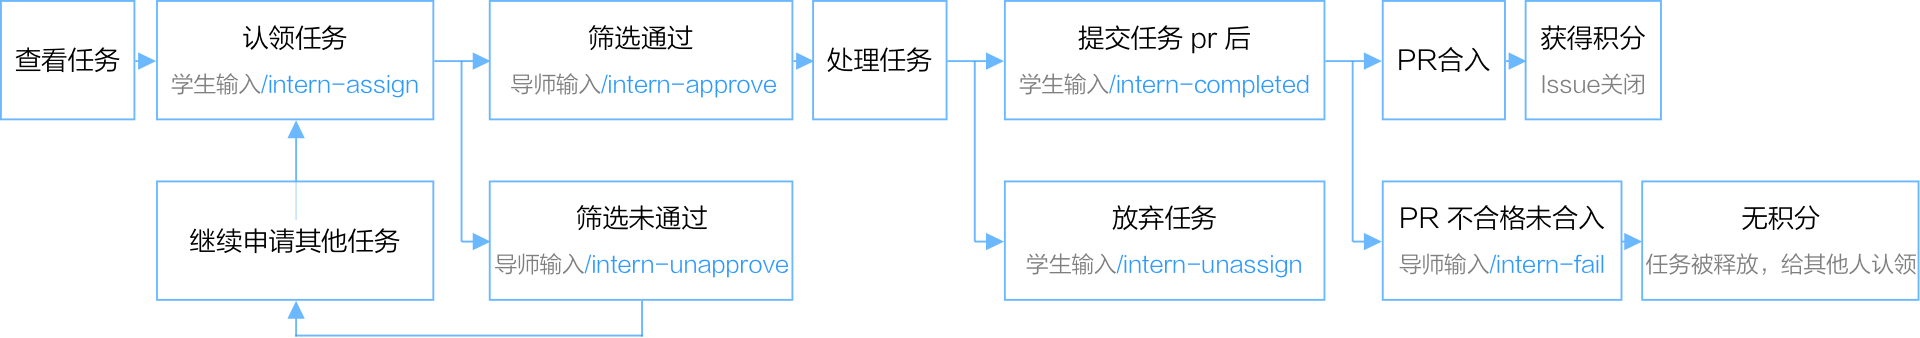 查看任务
认领任务
学生输入/intern-assign
筛选通过
导师输入/intern-approve
处理任务
提交任务 pr 后
学生输入/intern-completed
PR合入
获得积分
Issue关闭
继续申请其他任务
筛选未通过
导师输入/intern-unapprove
放弃任务
学生输入/intern-unassign
PR 不合格未合入
导师输入/intern-fail
无积分
任务被释放，给其他人认领